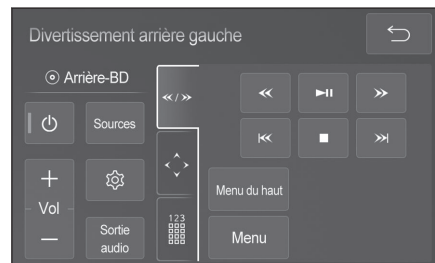 Divertissement arrière gauche
Arrière-BD
Sources
Vol
Sortie
audio
123
Menu du haut
Menu